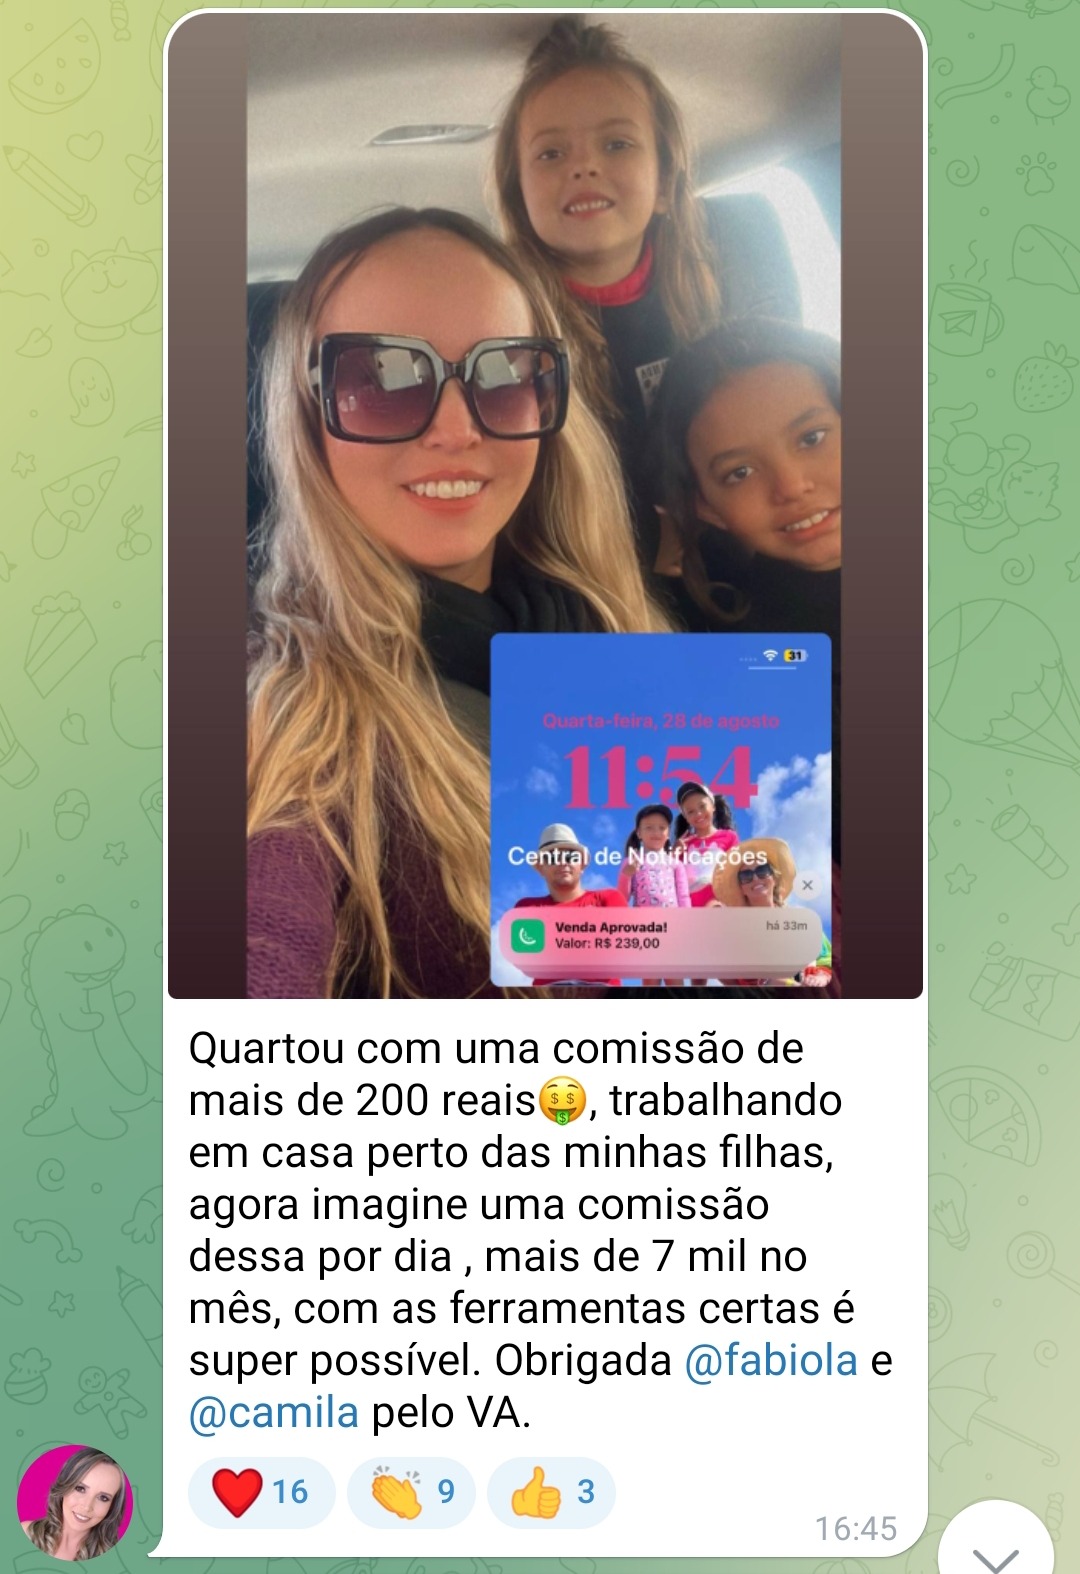 31
Quarta-feira, 28 de agosto
11:54
Central de Notificações
Venda Aprovada!
há 33m
Valor: R$ 239,00
Quartou com uma comissão de
mais de 200 reais🤑, trabalhando
em casa perto das minhas filhas,
agora imagine uma comissão
dessa por dia , mais de 7 mil no
mês, com as ferramentas certas é
super possível. Obrigada @fabiola e
@camila pelo VA.
❤️ 16 👏 9 👍 3
16:45